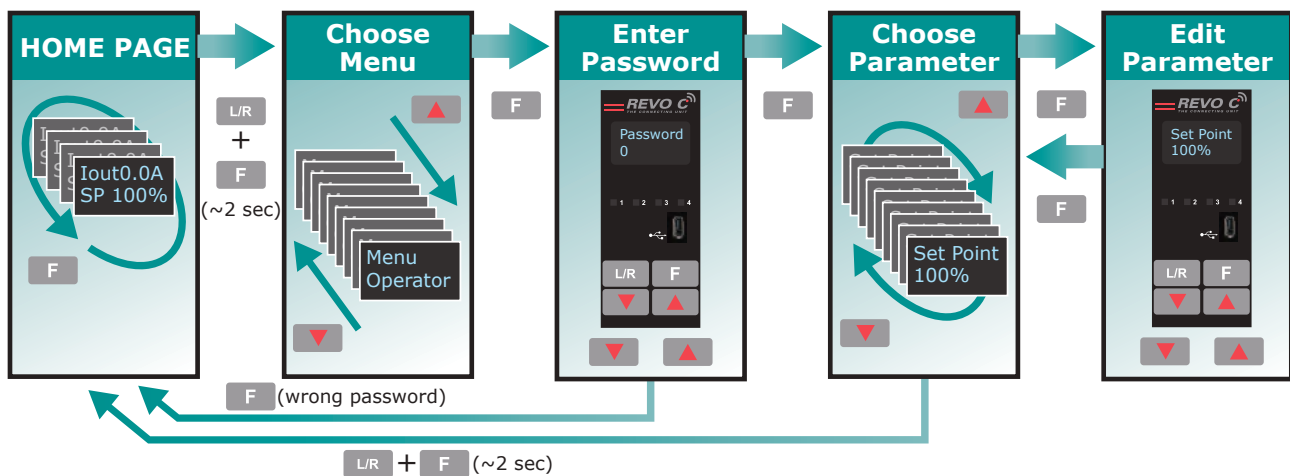 HOME PAGE
Iout0.0A
SP 100%
F
L/R
+
F
(~2 sec)
Choose
Menu
Menu
Operator
F
Enter
Password
REVO C
THE CONNECTING UNIT
Password
0
1 2 3 4
L/R F
F
Choose
Parameter
Set Point
100%
F
F
Edit
Parameter
REVO C
THE CONNECTING UNIT
Set Point
100%
1 2 3 4
L/R F
F (wrong password)
L/R + F (~2 sec)